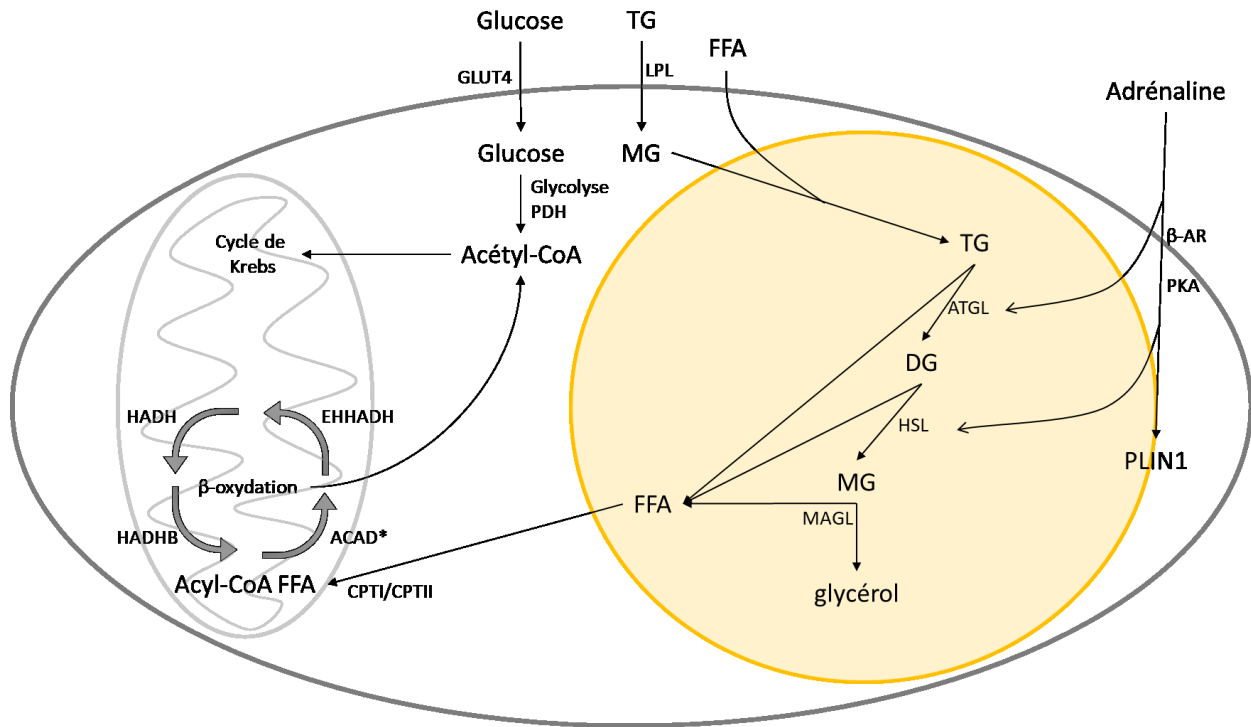 Glucose
TG
FFA
GLUT4
LPL
Adrénaline
Glucose
MG
Glycolyse
PDH
Cycle de
Krebs
Acétyl-CoA
TG
β-AR
PKA
ATGL
DG
HADH
EHHADH
HSL
PLIN1
β-oxydation
MG
FFA
MAGL
HADHB
ACAD*
Acyl-CoA FFA
CPTI/CPTII
glycérol